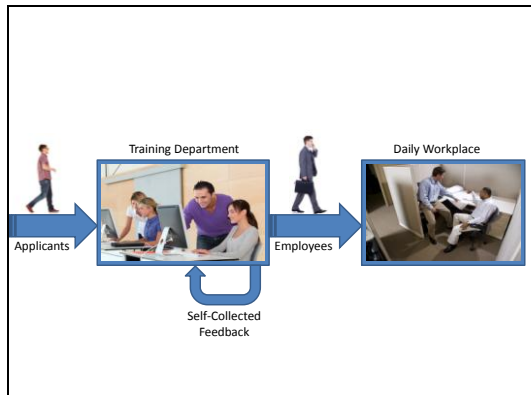 Training Department
Daily Workplace
Applicants
Employees
Self-Collected
Feedback